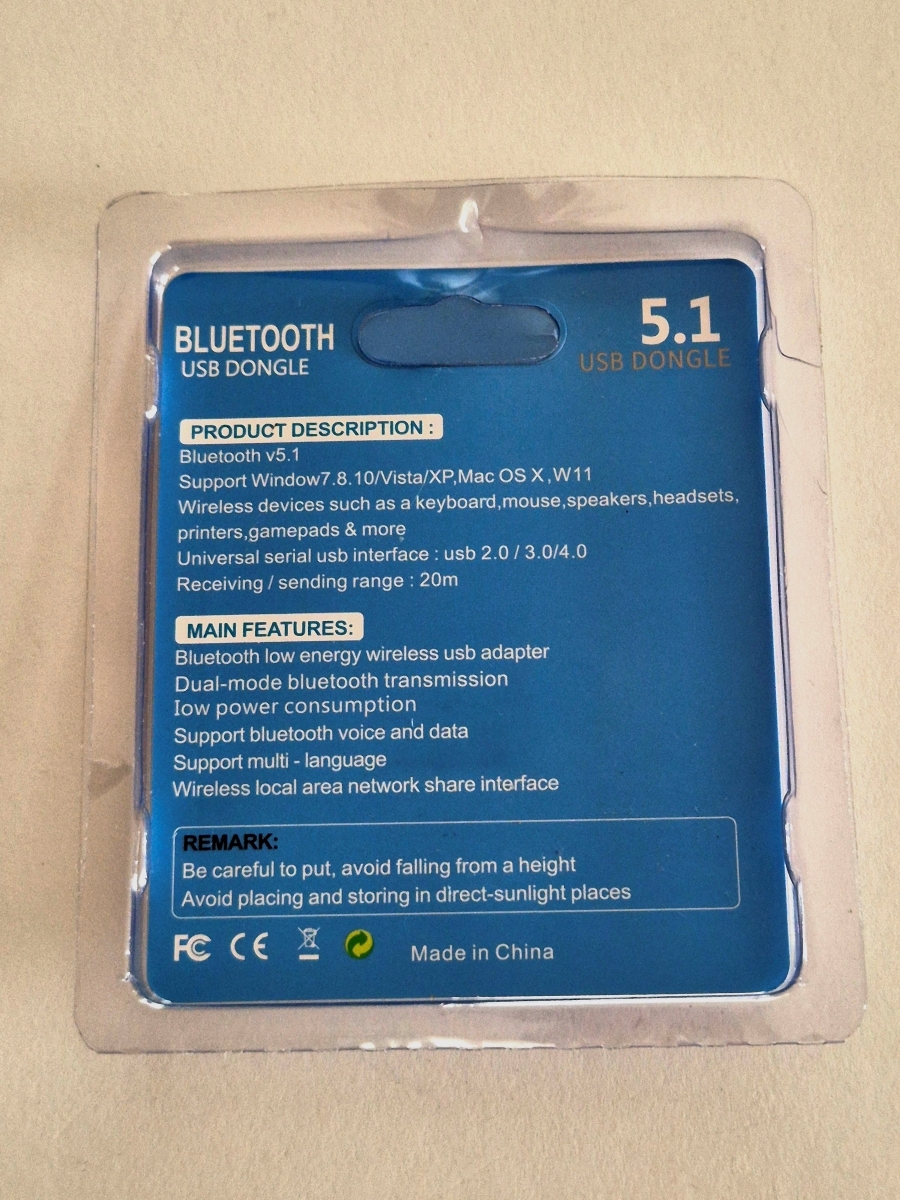 BLUETOOTH
USB DONGLE
5.1
USB DONGLE
PRODUCT DESCRIPTION :
Bluetooth v5.1
Support Window7.8.10/Vista/XP,Mac OS X ,W11
Wireless devices such as a keyboard,mouse,speakers,headsets,
printers,gamepads & more
Universal serial usb interface : usb 2.0 / 3.0/4.0
Receiving / sending range : 20m
MAIN FEATURES:
Bluetooth low energy wireless usb adapter
Dual-mode bluetooth transmission
low power consumption
Support bluetooth voice and data
Support multi - language
Wireless local area network share interface
REMARK:
Be careful to put, avoid falling from a height
Avoid placing and storing in direct-sunlight places
FC CE Made in China